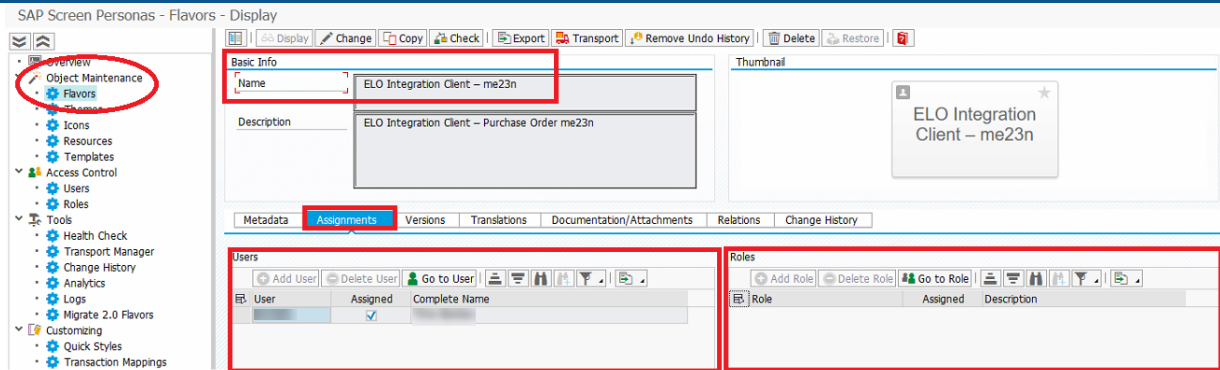 SAP Screen Personas - Flavors - Display
Display Change Copy Check Export Transport Remove Undo History Delete Restore
Overview
Object Maintenance
Flavors
Themes
Icons
Resources
Templates
Access Control
Users
Roles
Tools
Health Check
Transport Manager
Change History
Analytics
Logs
Migrate 2.0 Flavors
Customizing
Quick Styles
Transaction Mappings
Basic Info
Name ELO Integration Client – me23n
Description ELO Integration Client – Purchase Order me23n
Thumbnail
ELO Integration
Client – me23n
Metadata Assignments Versions Translations Documentation/Attachments Relations Change History
Users
Add User Delete User Go to User
User Assigned Complete Name
Roles
Add Role Delete Role Go to Role
Role Assigned Description